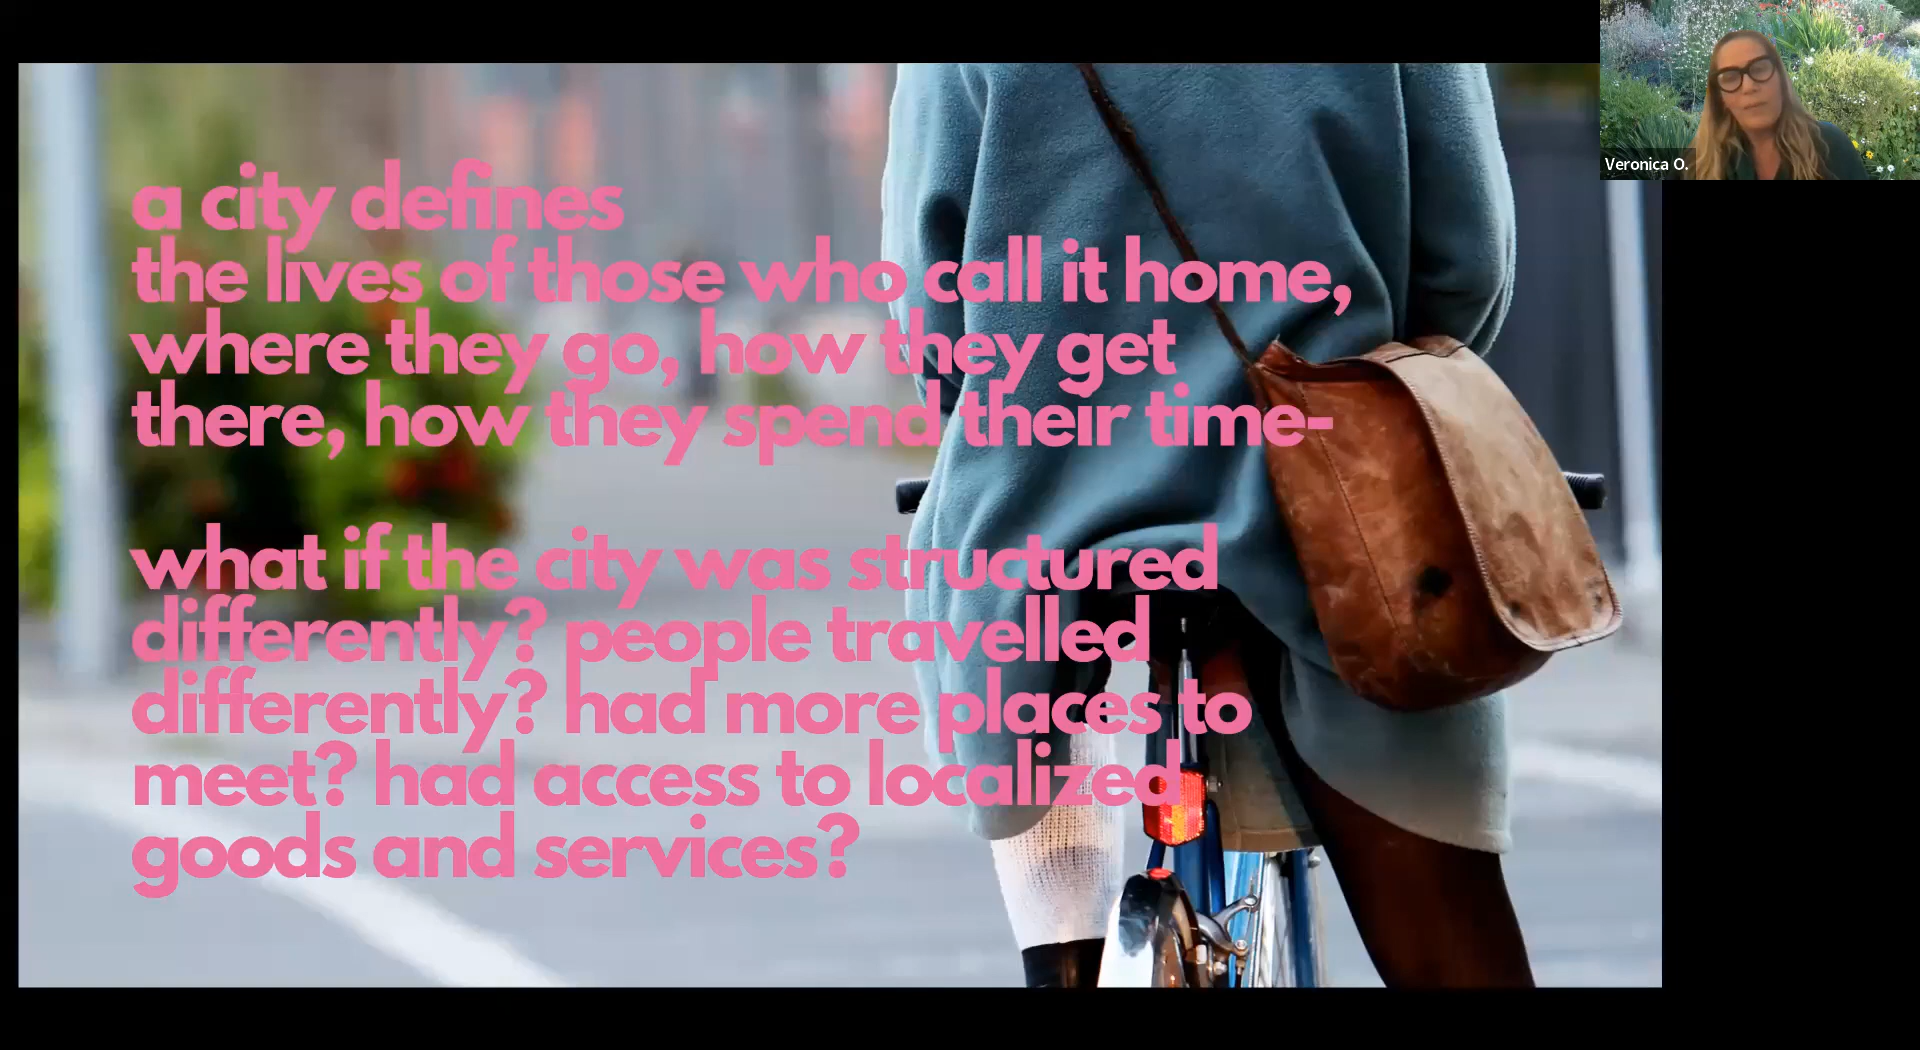 a city defines
the lives of those who call it home,
where they go, how they get
there, how they spend their time-
what if the city was structured
differently? people travelled
differently? had more places to
meet? had access to localized
goods and services?
Veronica O.